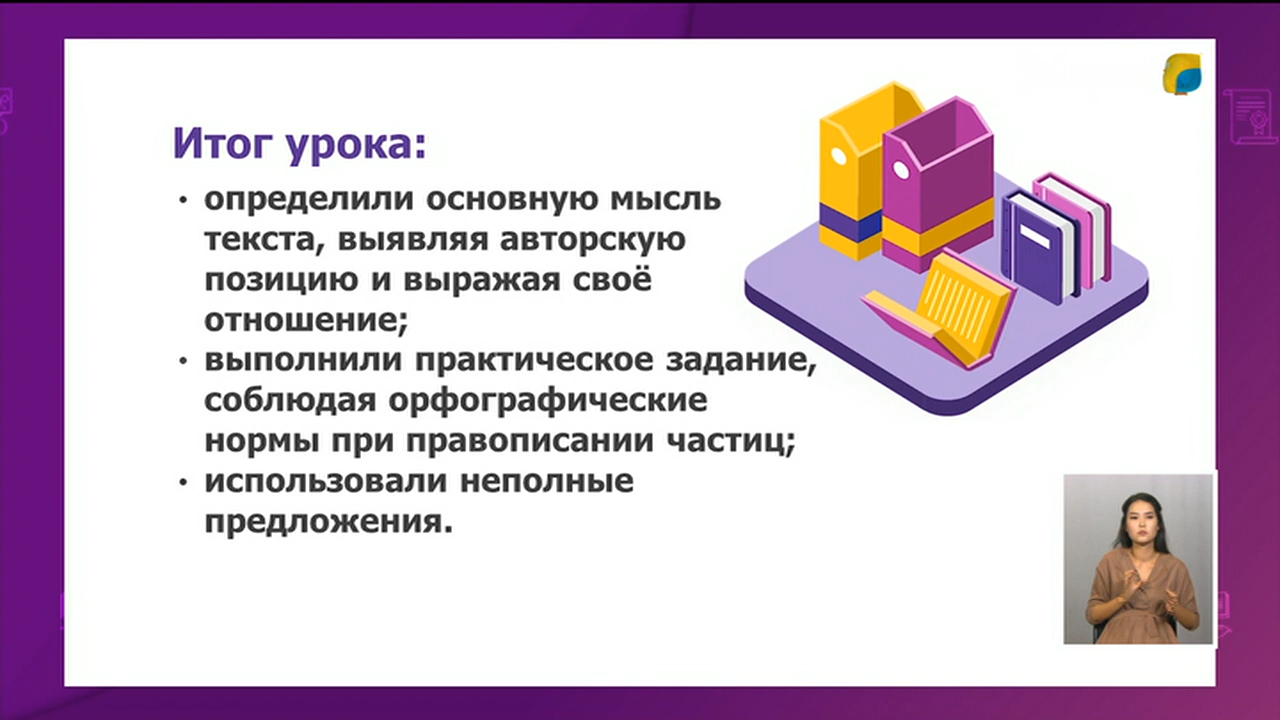 Итог урока:
• определили основную мысль
текста, выявляя авторскую
позицию и выражая своё
отношение;
• выполнили практическое задание,
соблюдая орфографические
нормы при правописании частиц;
• использовали неполные
предложения.